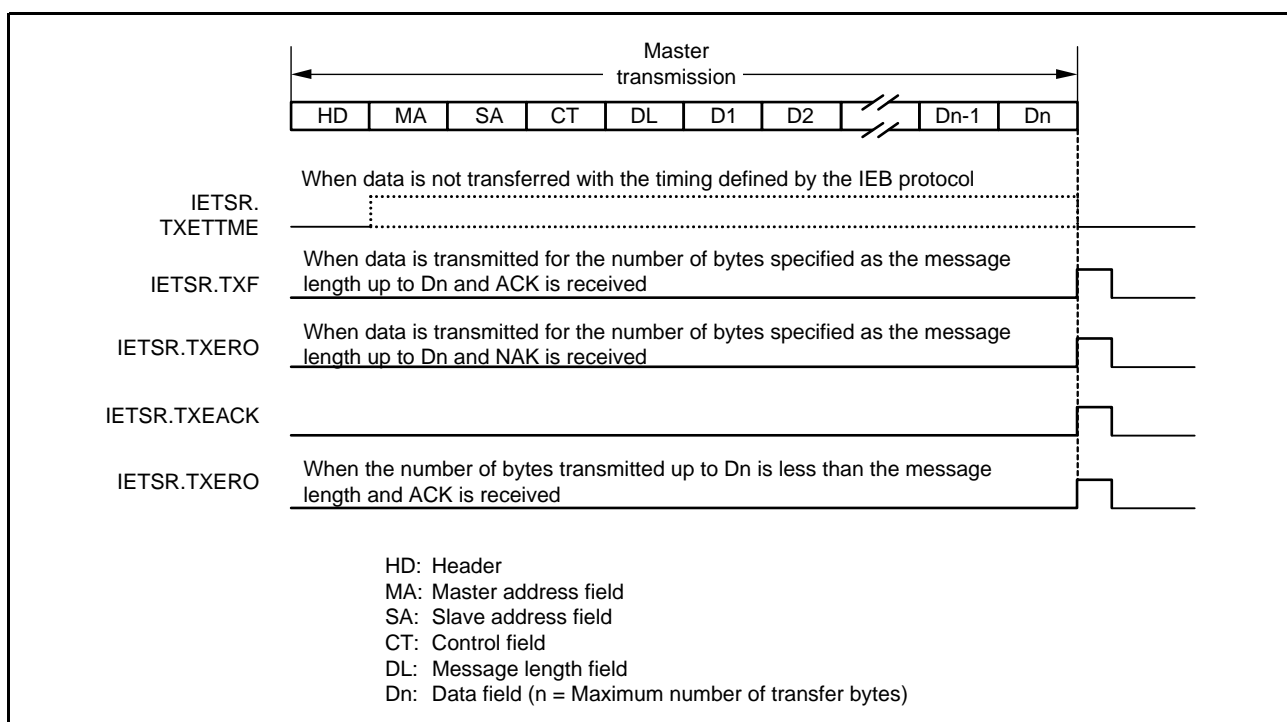 Master
transmission
HD MA SA CT DL D1 D2 Dn-1 Dn
When data is not transferred with the timing defined by the IEB protocol
IETSR.
TXETTME
When data is transmitted for the number of bytes specified as the message
length up to Dn and ACK is received
IETSR.TXF
When data is transmitted for the number of bytes specified as the message
length up to Dn and NAK is received
IETSR.TXERO
IETSR.TXEACK
When the number of bytes transmitted up to Dn is less than the message
length and ACK is received
IETSR.TXERO
HD: Header
MA: Master address field
SA: Slave address field
CT: Control field
DL: Message length field
Dn: Data field (n = Maximum number of transfer bytes)